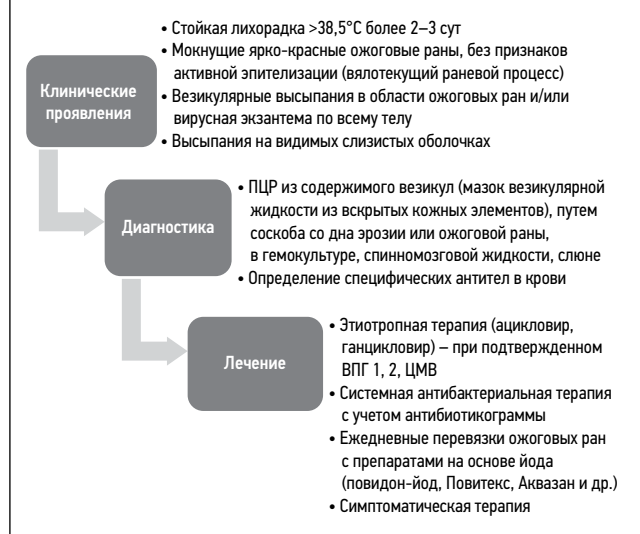 Клинические
проявления
• Стойкая лихорадка >38,5°С более 2–3 сут
• Мокнущие ярко-красные ожоговые раны, без признаков
активной эпителизации (вялотекущий раневой процесс)
• Везикулярные высыпания в области ожоговых ран и/или
вирусная экзантема по всему телу
• Высыпания на видимых слизистых оболочках
Диагностика
• ПЦР из содержимого везикул (мазок везикулярной
жидкости из вскрытых кожных элементов), путем
соскоба со дна эрозии или ожоговой раны,
в гемокультуре, спинномозговой жидкости, слюне
• Определение специфических антител в крови
Лечение
• Этиотропная терапия (ацикловир,
ганцикловир) – при подтвержденном
ВПГ 1, 2, ЦМВ
• Системная антибактериальная терапия
с учетом антибиотикограммы
• Ежедневные перевязки ожоговых ран
с препаратами на основе йода
(повидон-йод, Повитекс, Аквазан и др.)
• Симптоматическая терапия